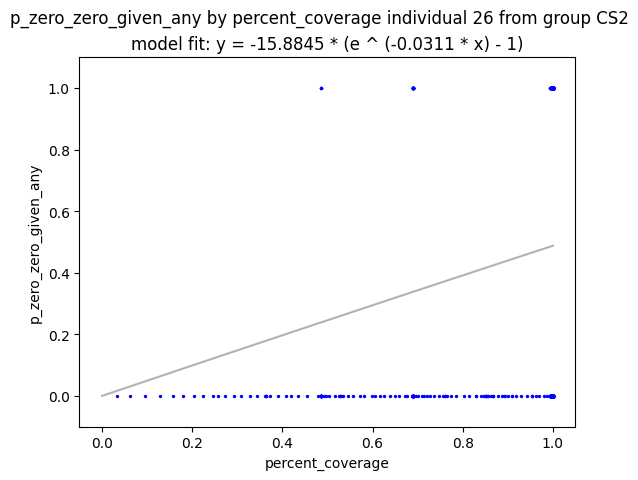 p_zero_zero_given_any by percent_coverage individual 26 from group CS2
model fit: y = -15.8845 * (e ^ (-0.0311 * x) - 1)
1.0
0.8
0.6
0.4
0.2
0.0
p_zero_zero_given_any
0.0 0.2 0.4 0.6 0.8 1.0
percent_coverage